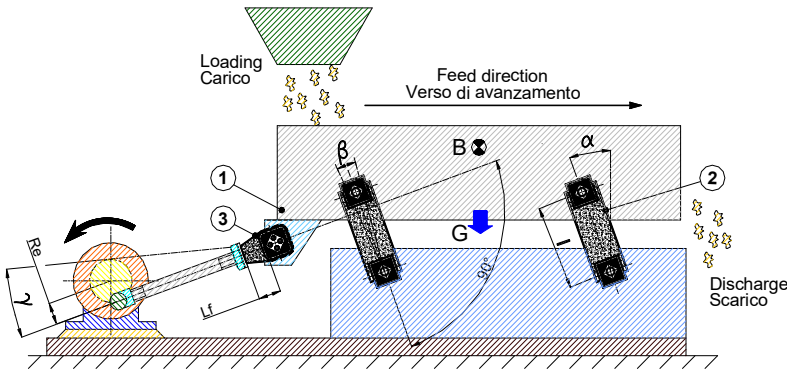 Loading
Carico
Feed direction
Verso di avanzamento
β
B
α
1
2
3
G
l
90°
Re
γ
Lf
Discharge
Scarico